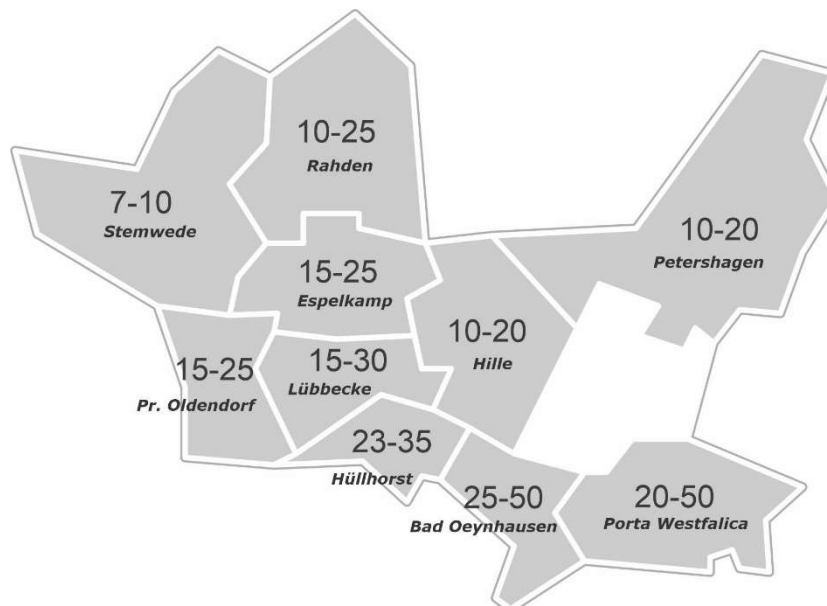 10-25
Rahden
7-10
Stemwede
10-20
Petershagen
15-25
Espelkamp
10-20
Hille
15-25
Pr. Oldendorf
15-30
Lübbecke
23-35
Hüllhorst
25-50
Bad Oeynhausen
20-50
Porta Westfalica